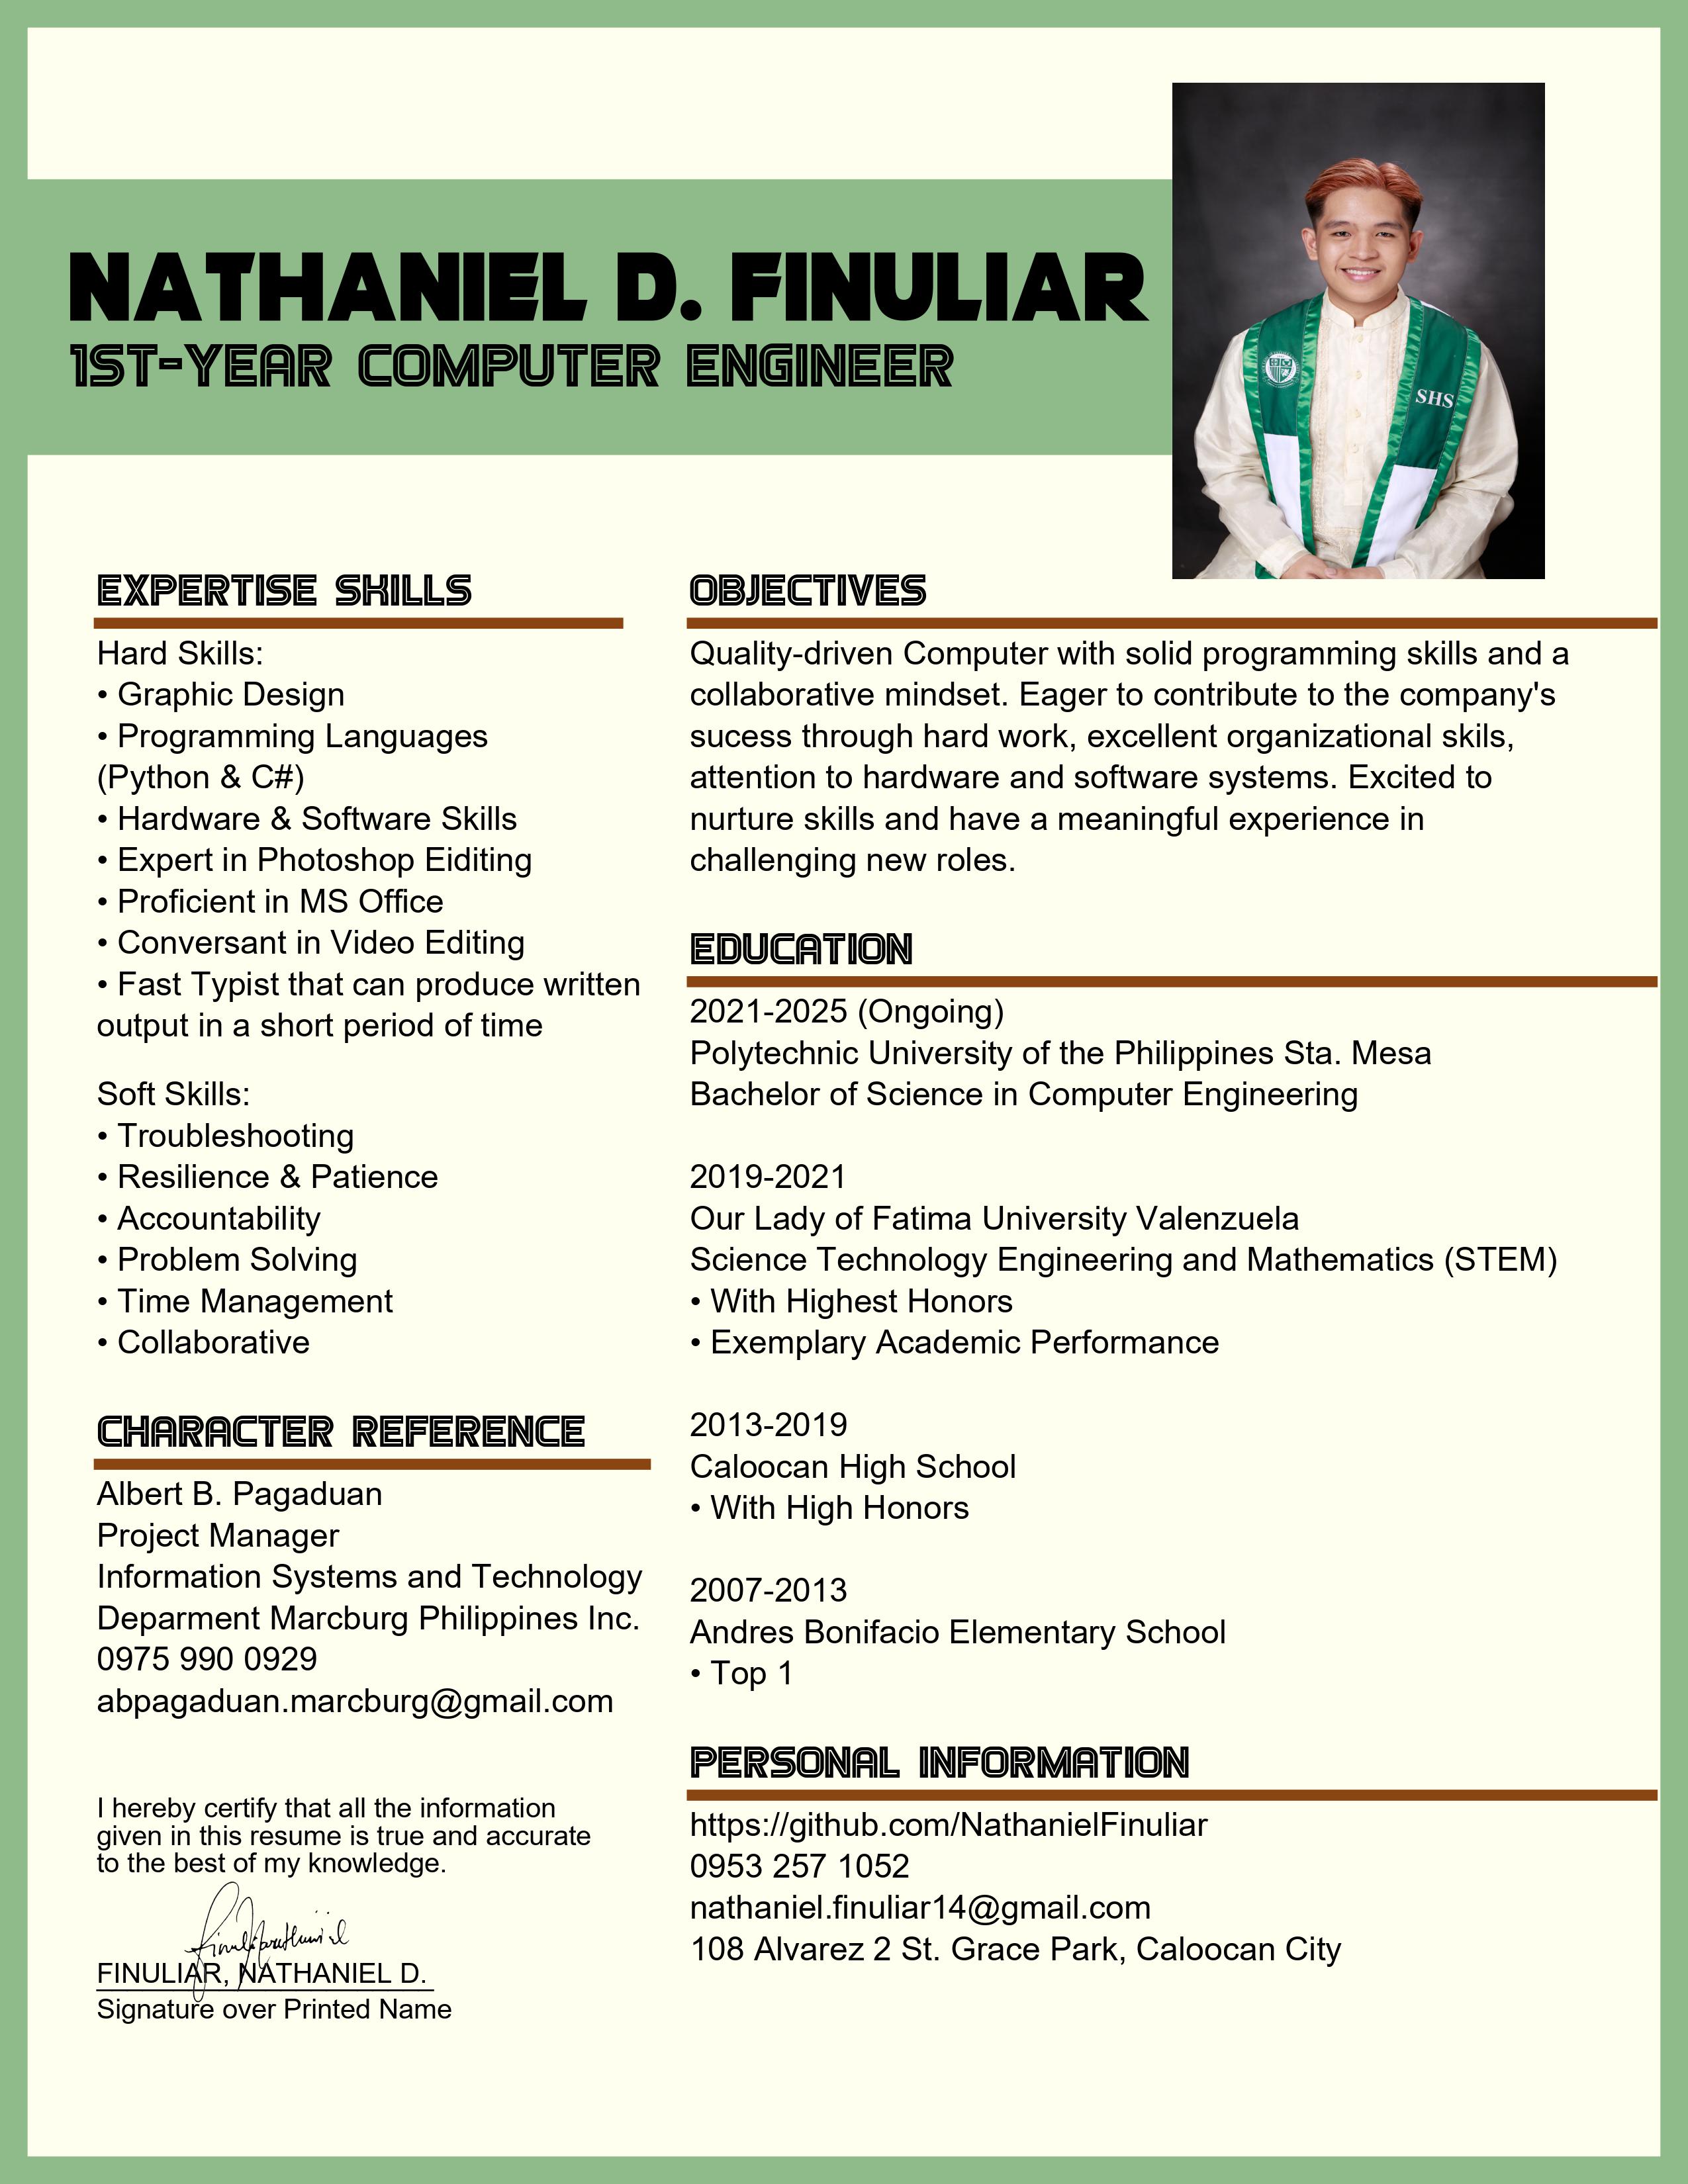 NATHANIEL D. FINULIAR
1ST-YEAR COMPUTER ENGINEER
SHS
EXPERTISE SKILLS
Hard Skills:
• Graphic Design
• Programming Languages
(Python & C#)
• Hardware & Software Skills
• Expert in Photoshop Eiditing
• Proficient in MS Office
• Conversant in Video Editing
• Fast Typist that can produce written
output in a short period of time
Soft Skills:
• Troubleshooting
• Resilience & Patience
• Accountability
• Problem Solving
• Time Management
• Collaborative
CHARACTER REFERENCE
Albert B. Pagaduan
Project Manager
Information Systems and Technology
Deparment Marcburg Philippines Inc.
0975 990 0929
abpagaduan.marcburg@gmail.com
I hereby certify that all the information
given in this resume is true and accurate
to the best of my knowledge.
FINULIAR, NATHANIEL D.
Signature over Printed Name
OBJECTIVES
Quality-driven Computer with solid programming skills and a
collaborative mindset. Eager to contribute to the company's
sucess through hard work, excellent organizational skils,
attention to hardware and software systems. Excited to
nurture skills and have a meaningful experience in
challenging new roles.
EDUCATION
2021-2025 (Ongoing)
Polytechnic University of the Philippines Sta. Mesa
Bachelor of Science in Computer Engineering
2019-2021
Our Lady of Fatima University Valenzuela
Science Technology Engineering and Mathematics (STEM)
• With Highest Honors
• Exemplary Academic Performance
2013-2019
Caloocan High School
• With High Honors
2007-2013
Andres Bonifacio Elementary School
• Top 1
PERSONAL INFORMATION
https://github.com/NathanielFinuliar
0953 257 1052
nathaniel.finuliar14@gmail.com
108 Alvarez 2 St. Grace Park, Caloocan City